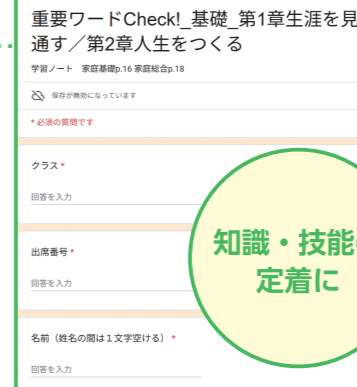 重要ワードCheck!_基礎_第1章生涯を見
通す／第2章人生をつくる
学習ノート 家庭基礎p.16 家庭総合p.18
保存が無効になっています
*必須の質問です
クラス *
回答を入力
出席番号 *
回答を入力
名前（姓名の間は１文字空ける） *
回答を入力
知識・技能の
定着に